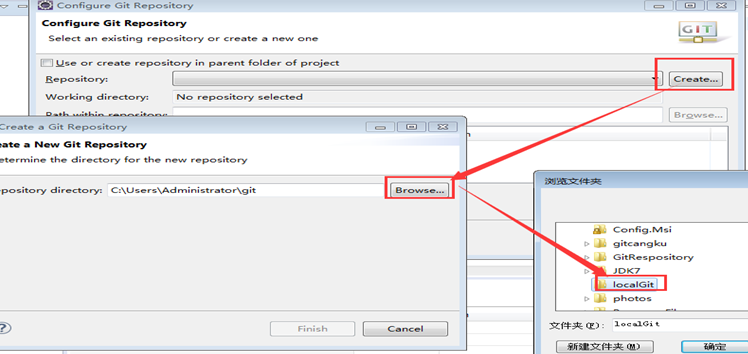 Configure Git Repository
Configure Git Repository
Select an existing repository or create a new one
GIT
Use or create repository in parent folder of project
Repository:
Create...
Working directory: No repository selected
Path within repository:
Browse...
Create a Git Repository
eate a New Git Repository
etermine the directory for the new repository
epository directory: C:\Users\Administrator\git
Browse...
Finish
Cancel
浏览文件夹
Config.Msi
gitcangku
GitRespository
JDK7
localGit
photos
文件夹(F): localGit
新建文件夹(M)
确定